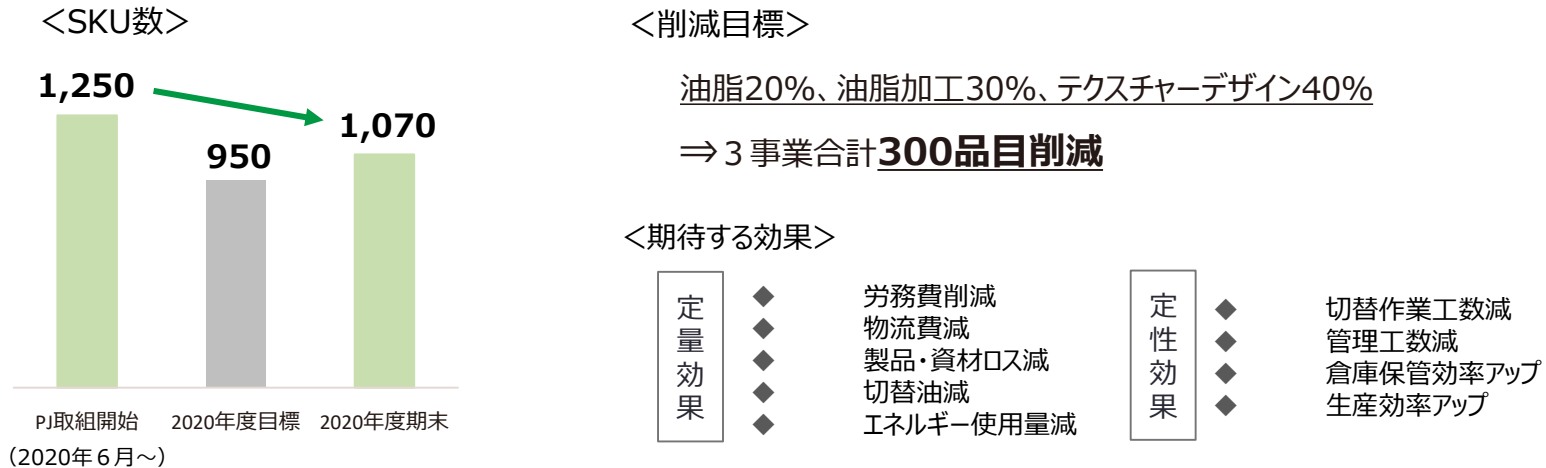 ＜SKU数＞
1,250
950
1,070
PJ取組開始
（2020年６月～）
2020年度目標
2020年度期末
＜削減目標＞
油脂20%、油脂加工30%、テクスチャーデザイン40%
⇒３事業合計300品目削減
＜期待する効果＞
定量効果
◆ 労務費削減
◆ 物流費減
◆ 製品・資材ロス減
◆ 切替油減
◆ エネルギー使用量減
定性効果
◆ 切替作業工数減
◆ 管理工数減
◆ 倉庫保管効率アップ
◆ 生産効率アップ